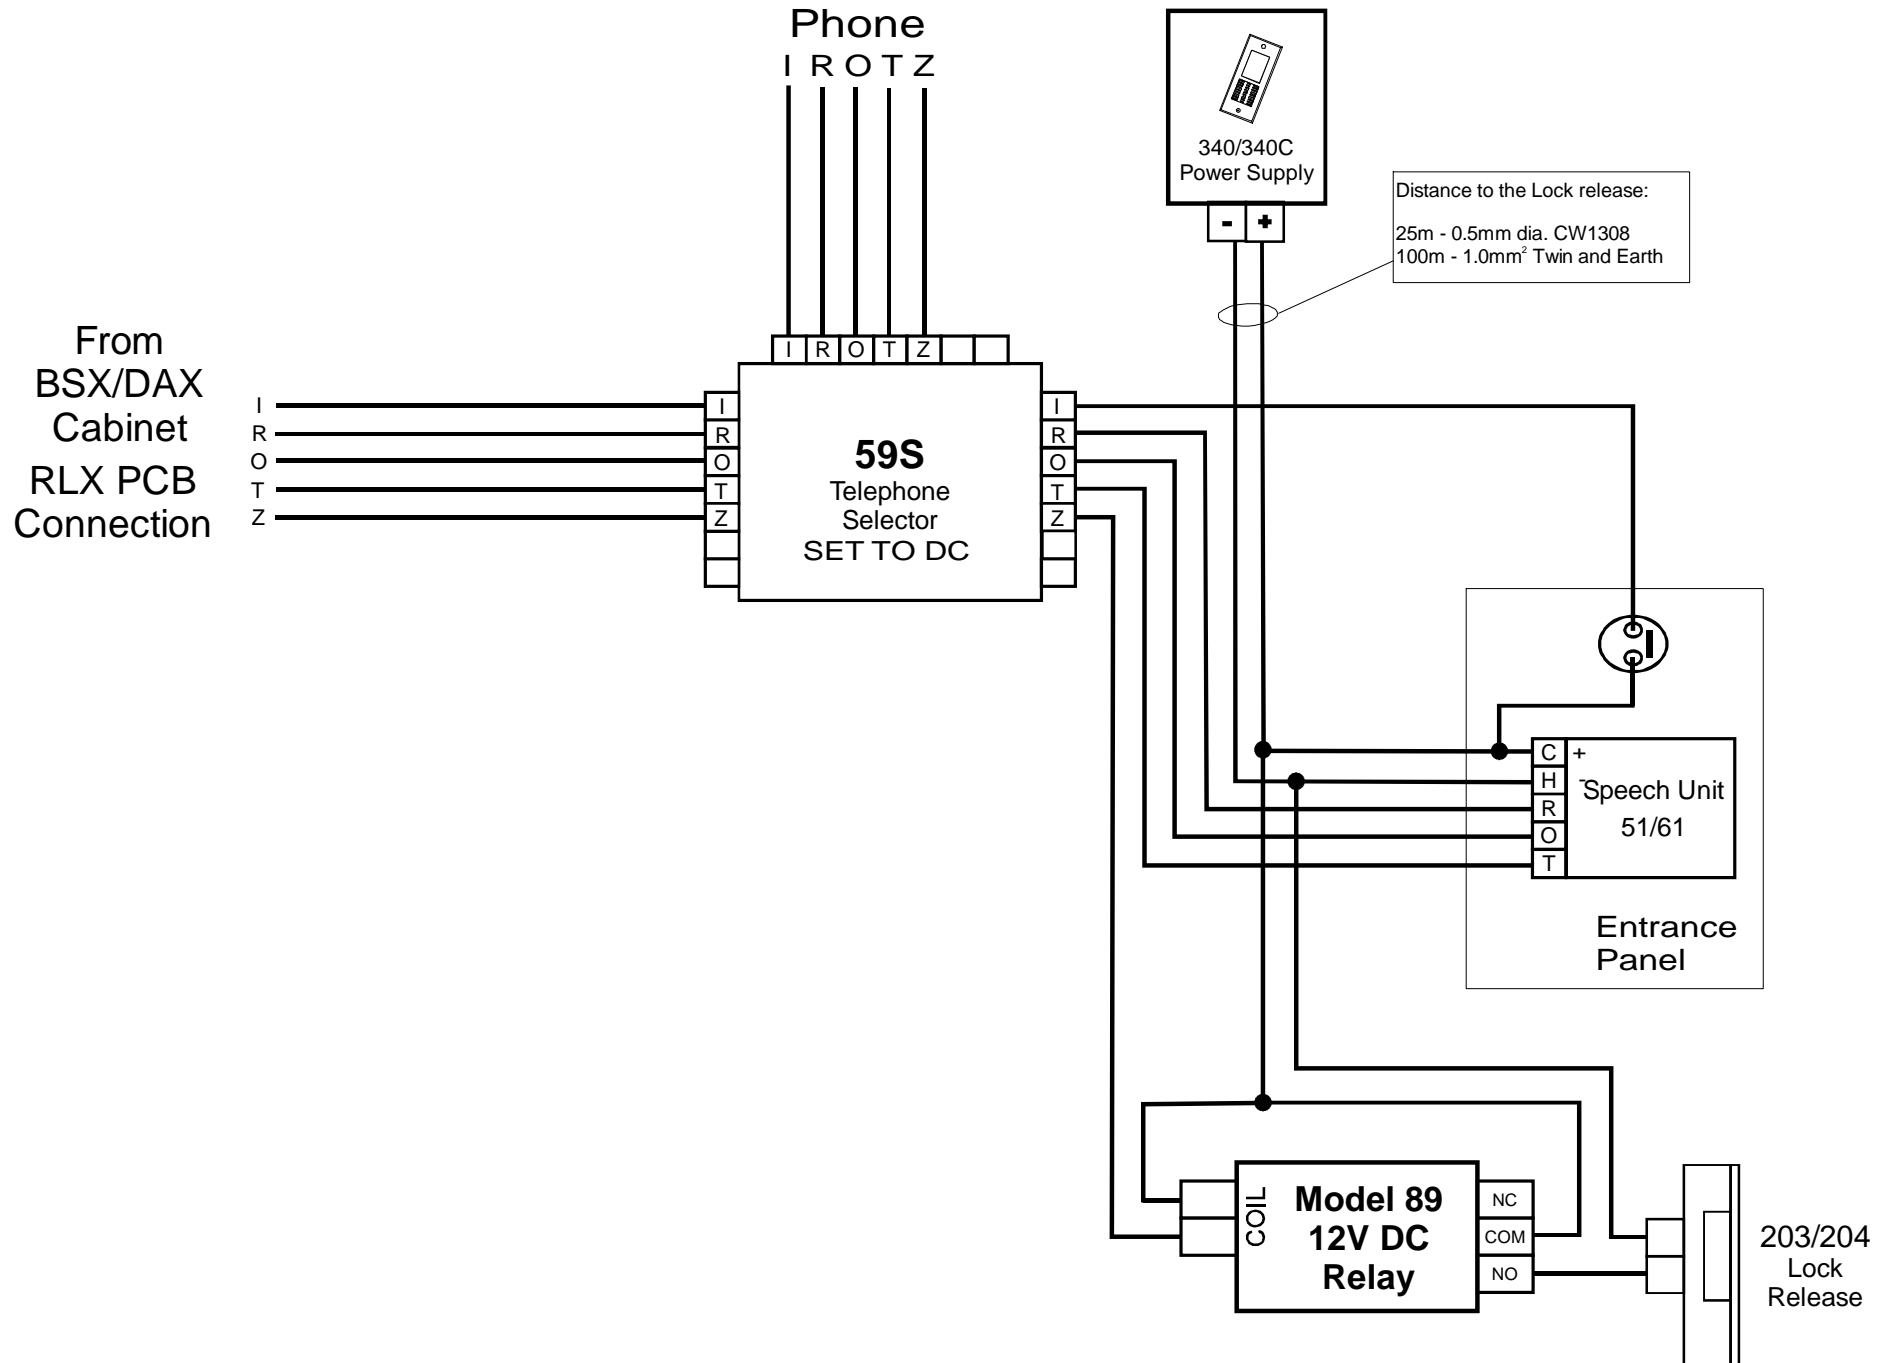 Phone
I R O T Z
340/340C
Power Supply
- +
Distance to the Lock release:
25m - 0.5mm dia. CW1308
100m - 1.0mm² Twin and Earth
From
BSX/DAX
Cabinet
RLX PCB
Connection
I
R
O
T
Z
I R O T Z
I
R
O
T
Z
59S
Telephone
Selector
SET TO DC
I
R
O
T
Z
C +
H -
R
O
T
Speech Unit
51/61
Entrance
Panel
COIL
Model 89
12V DC
Relay
NC
COM
NO
203/204
Lock
Release